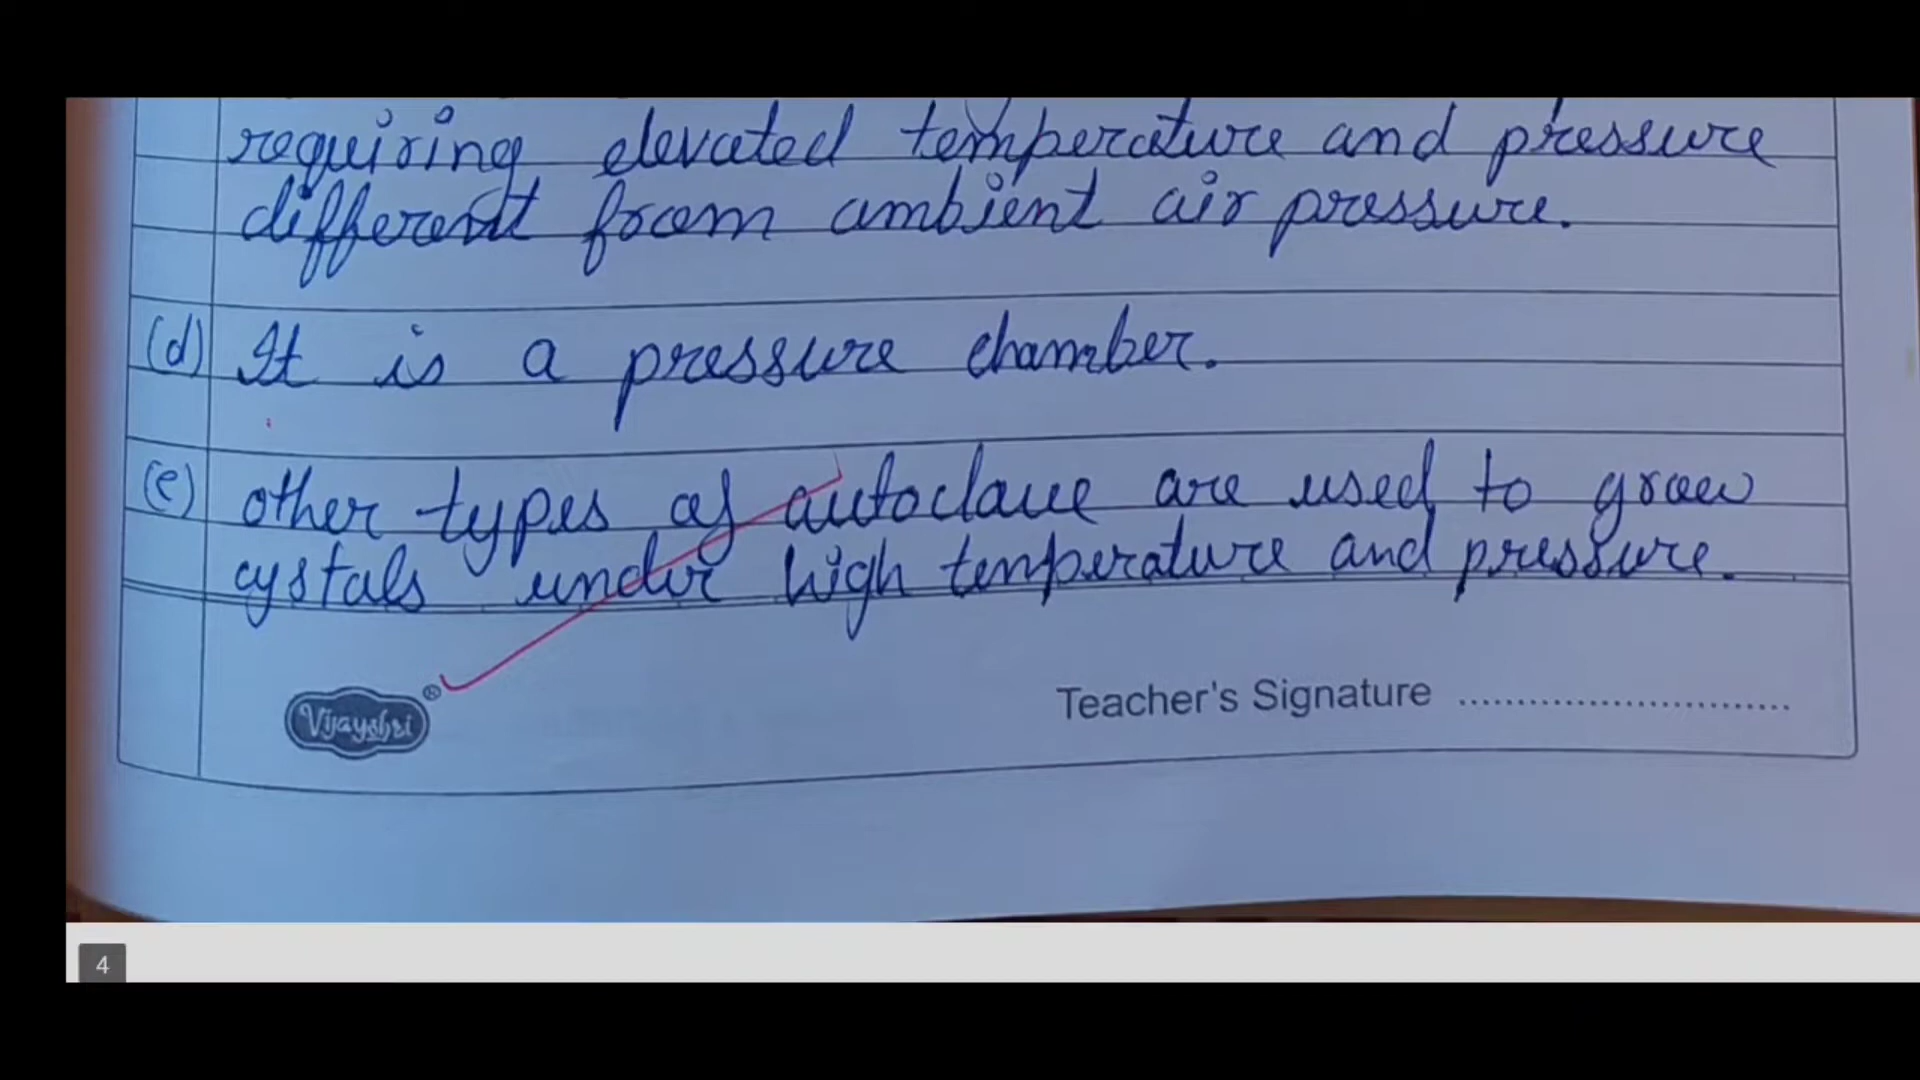 requiring elevated temperature and pressure
different from ambient air pressure.
(d) It is a pressure chamber.
(e) other types of autoclave are used to grow
cystals under high temperature and pressure.
Vijayshri ®
Teacher's Signature ..............................
4